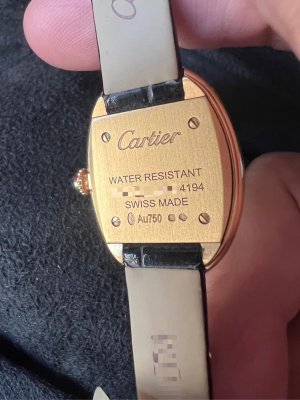 Cartier
WATER RESISTANT
4194
SWISS MADE
Au750